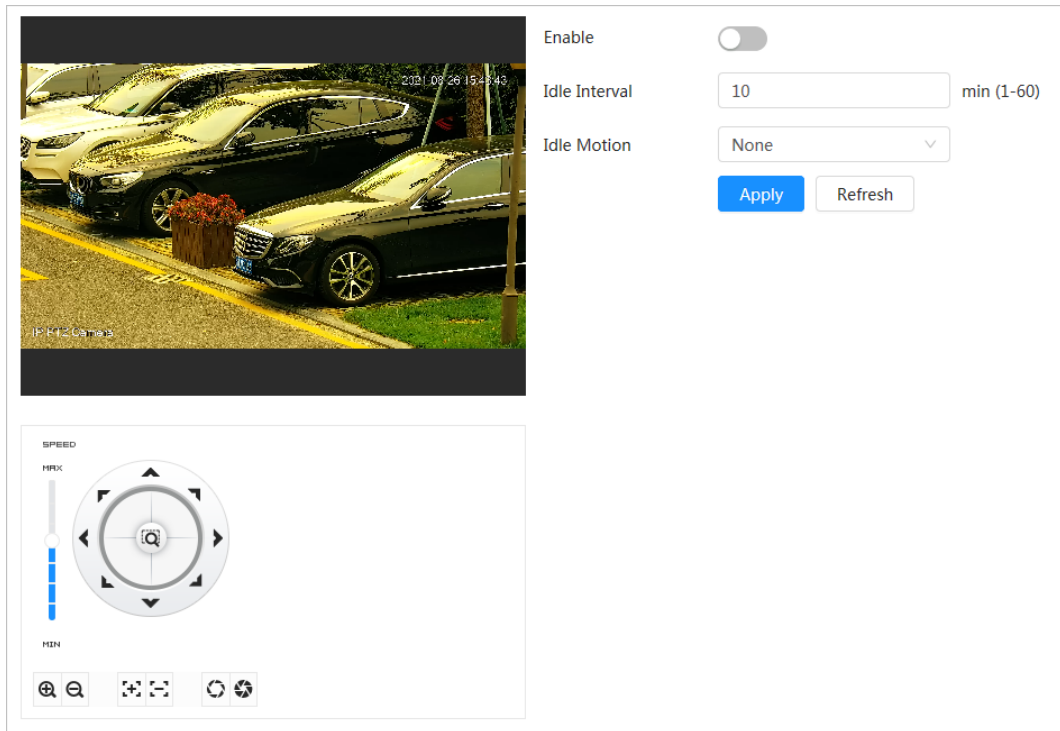 2021-08-26 15:48:43
IP PTZ Camera
Enable
Idle Interval 10 min (1-60)
Idle Motion None
Apply Refresh
SPEED
MAX
MIN